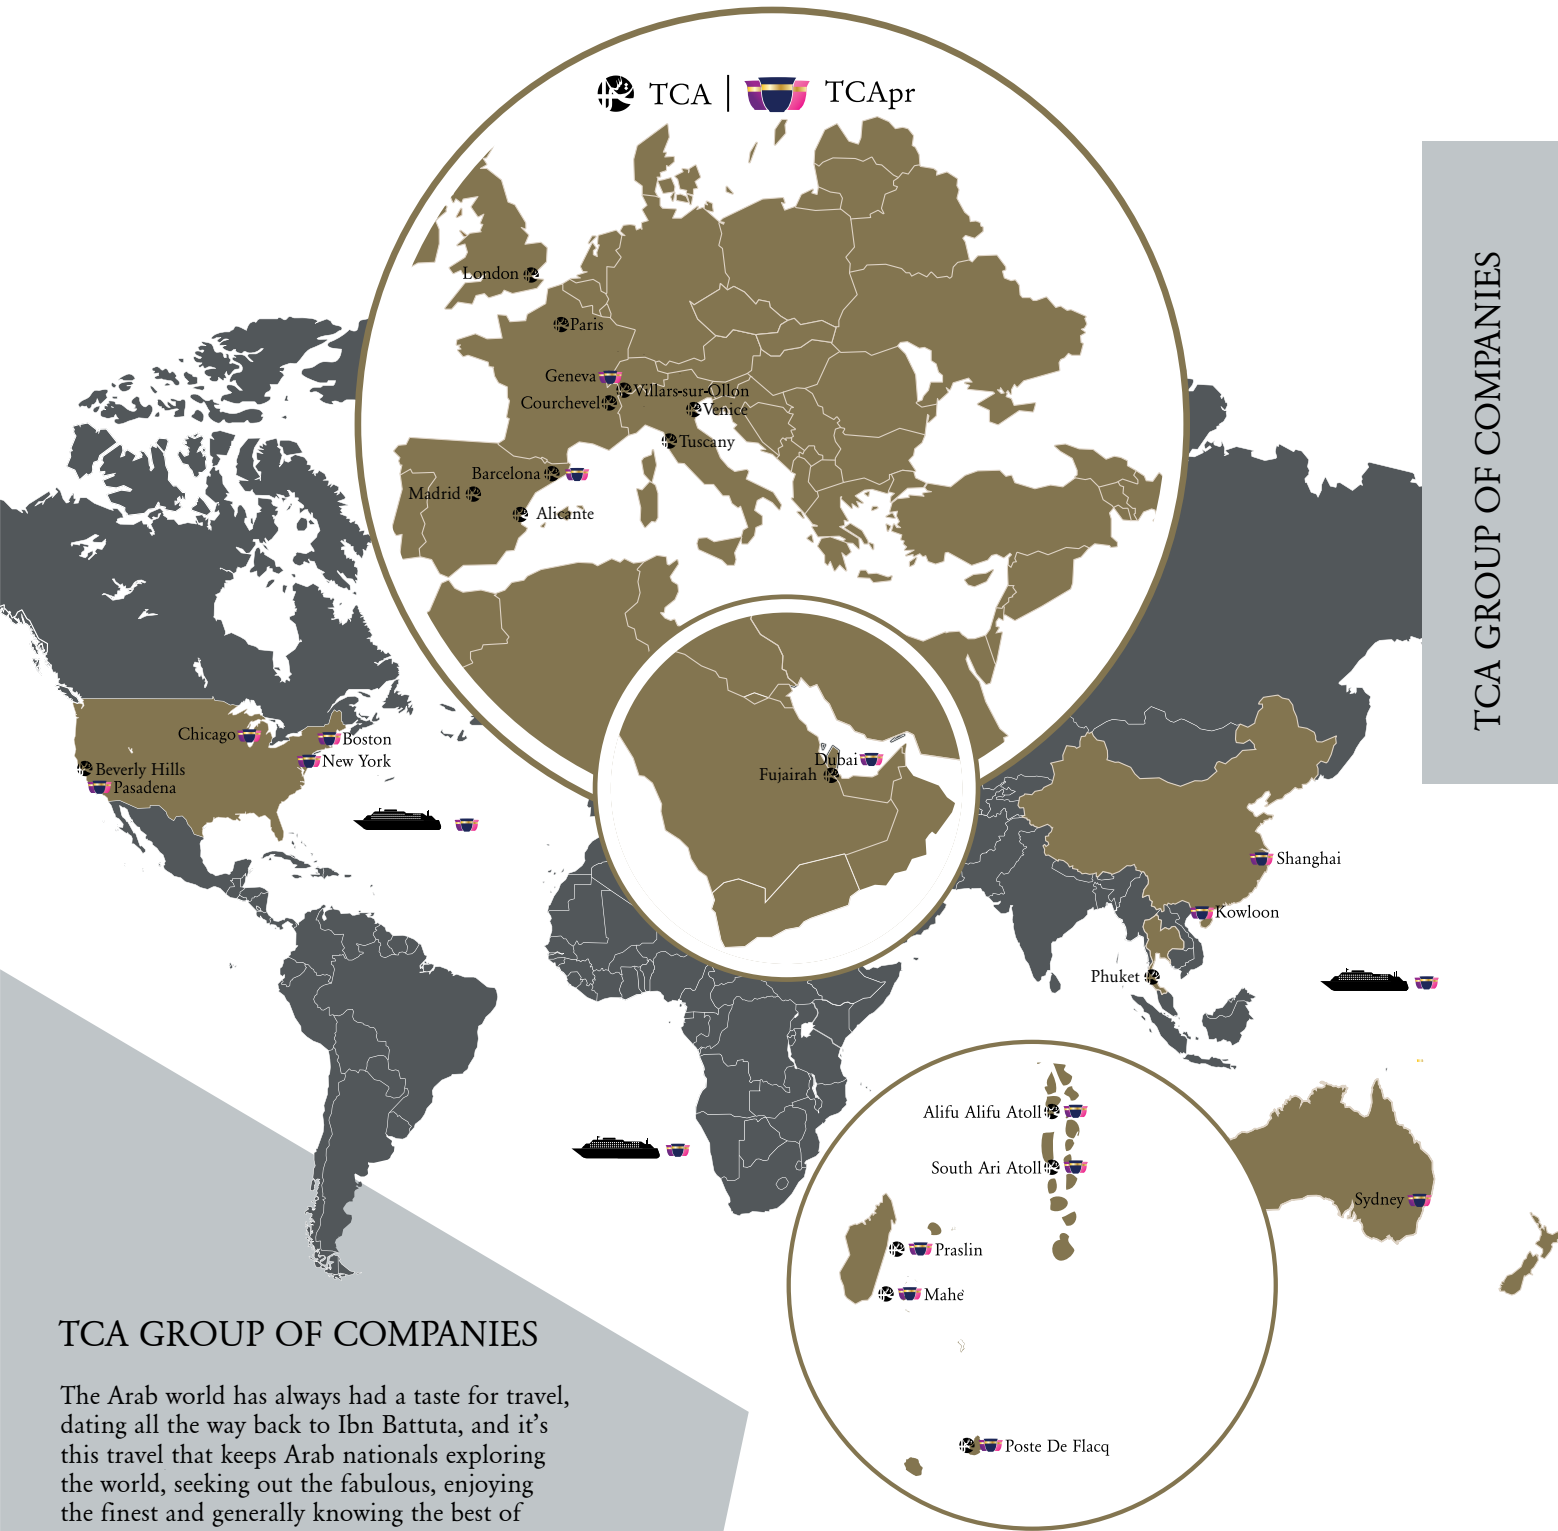 TCA | TCApr
London
Paris
Geneva
Villars-sur-Ollon
Courchevel
Venice
Tuscany
Barcelona
Madrid
Alicante
TCA GROUP OF COMPANIES
Chicago
Boston
New York
Beverly Hills
Pasadena
Dubai
Fujairah
Shanghai
Kowloon
Phuket
Alifu Alifu Atoll
South Ari Atoll
Sydney
Praslin
Mahe`
Poste De Flacq
TCA GROUP OF COMPANIES
The Arab world has always had a taste for travel,
dating all the way back to Ibn Battuta, and it’s
this travel that keeps Arab nationals exploring
the world, seeking out the fabulous, enjoying
the finest and generally knowing the best of